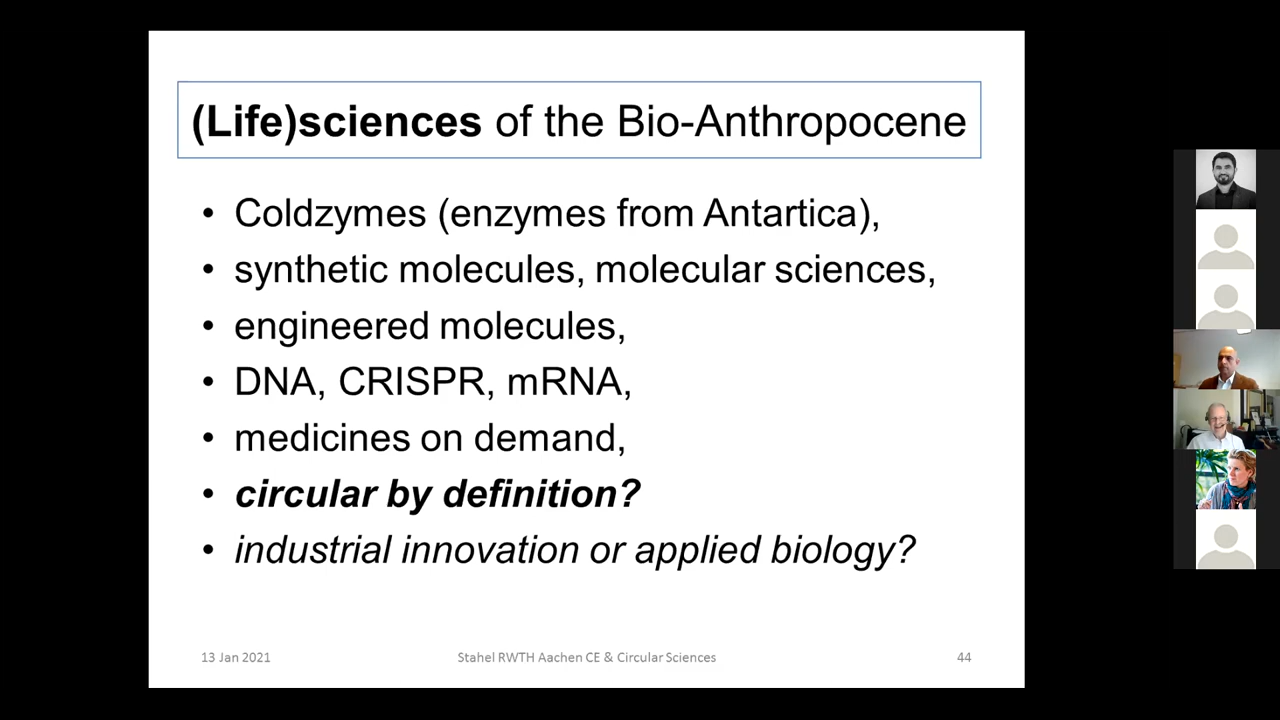 (Life)sciences of the Bio-Anthropocene
• Coldzymes (enzymes from Antartica),
• synthetic molecules, molecular sciences,
• engineered molecules,
• DNA, CRISPR, mRNA,
• medicines on demand,
• circular by definition?
• industrial innovation or applied biology?
13 Jan 2021 Stahel RWTH Aachen CE & Circular Sciences 44